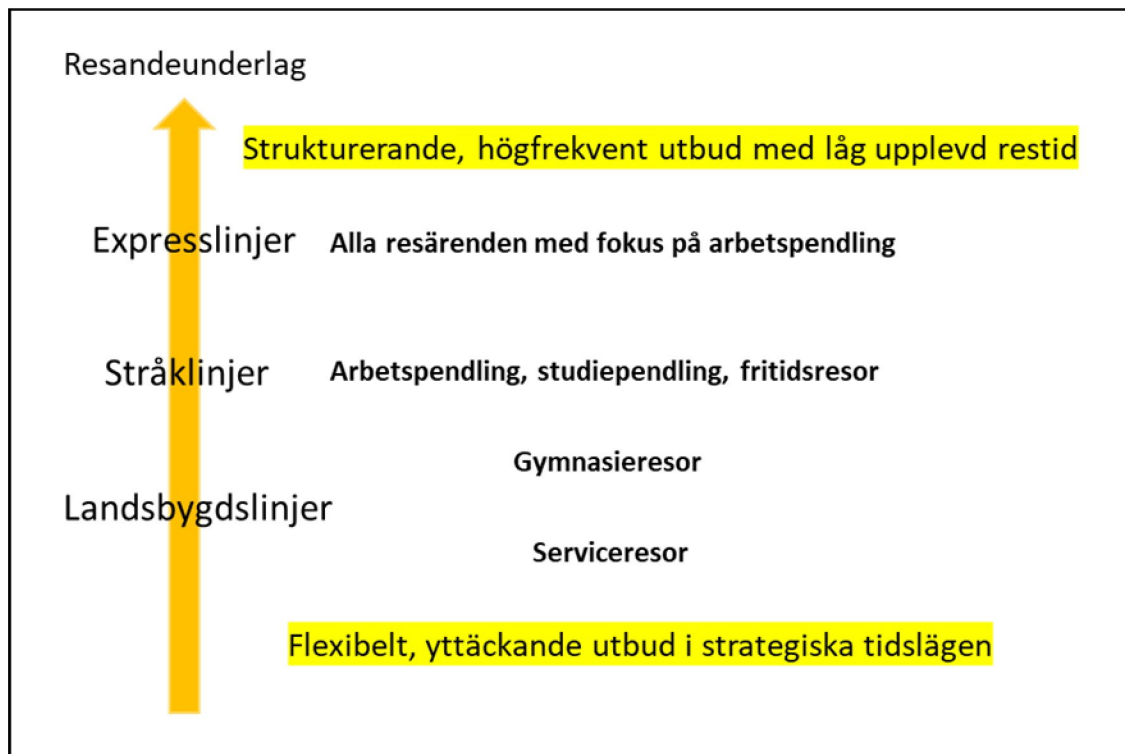 Resandeunderlag
Strukturerande, högfrekvent utbud med låg upplevd restid
Expresslinjer
Alla resärenden med fokus på arbetspendling
Stråklinjer
Arbetspendling, studiependling, fritidsresor
Gymnasieresor
Landsbygdslinjer
Serviceresor
Flexibelt, yttäckande utbud i strategiska tidslägen